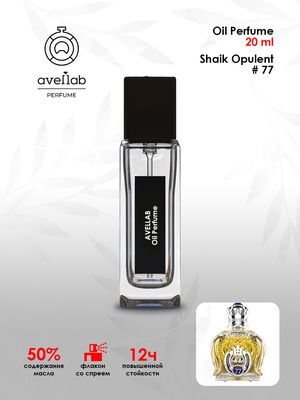 avellab
PERFUME
Oil Perfume
20 ml
Shaik Opulent
# 77
AVELLAB
Oil Perfume
50%
содержания
масла
флакон
со спреем
12ч
повышенной
стойкости